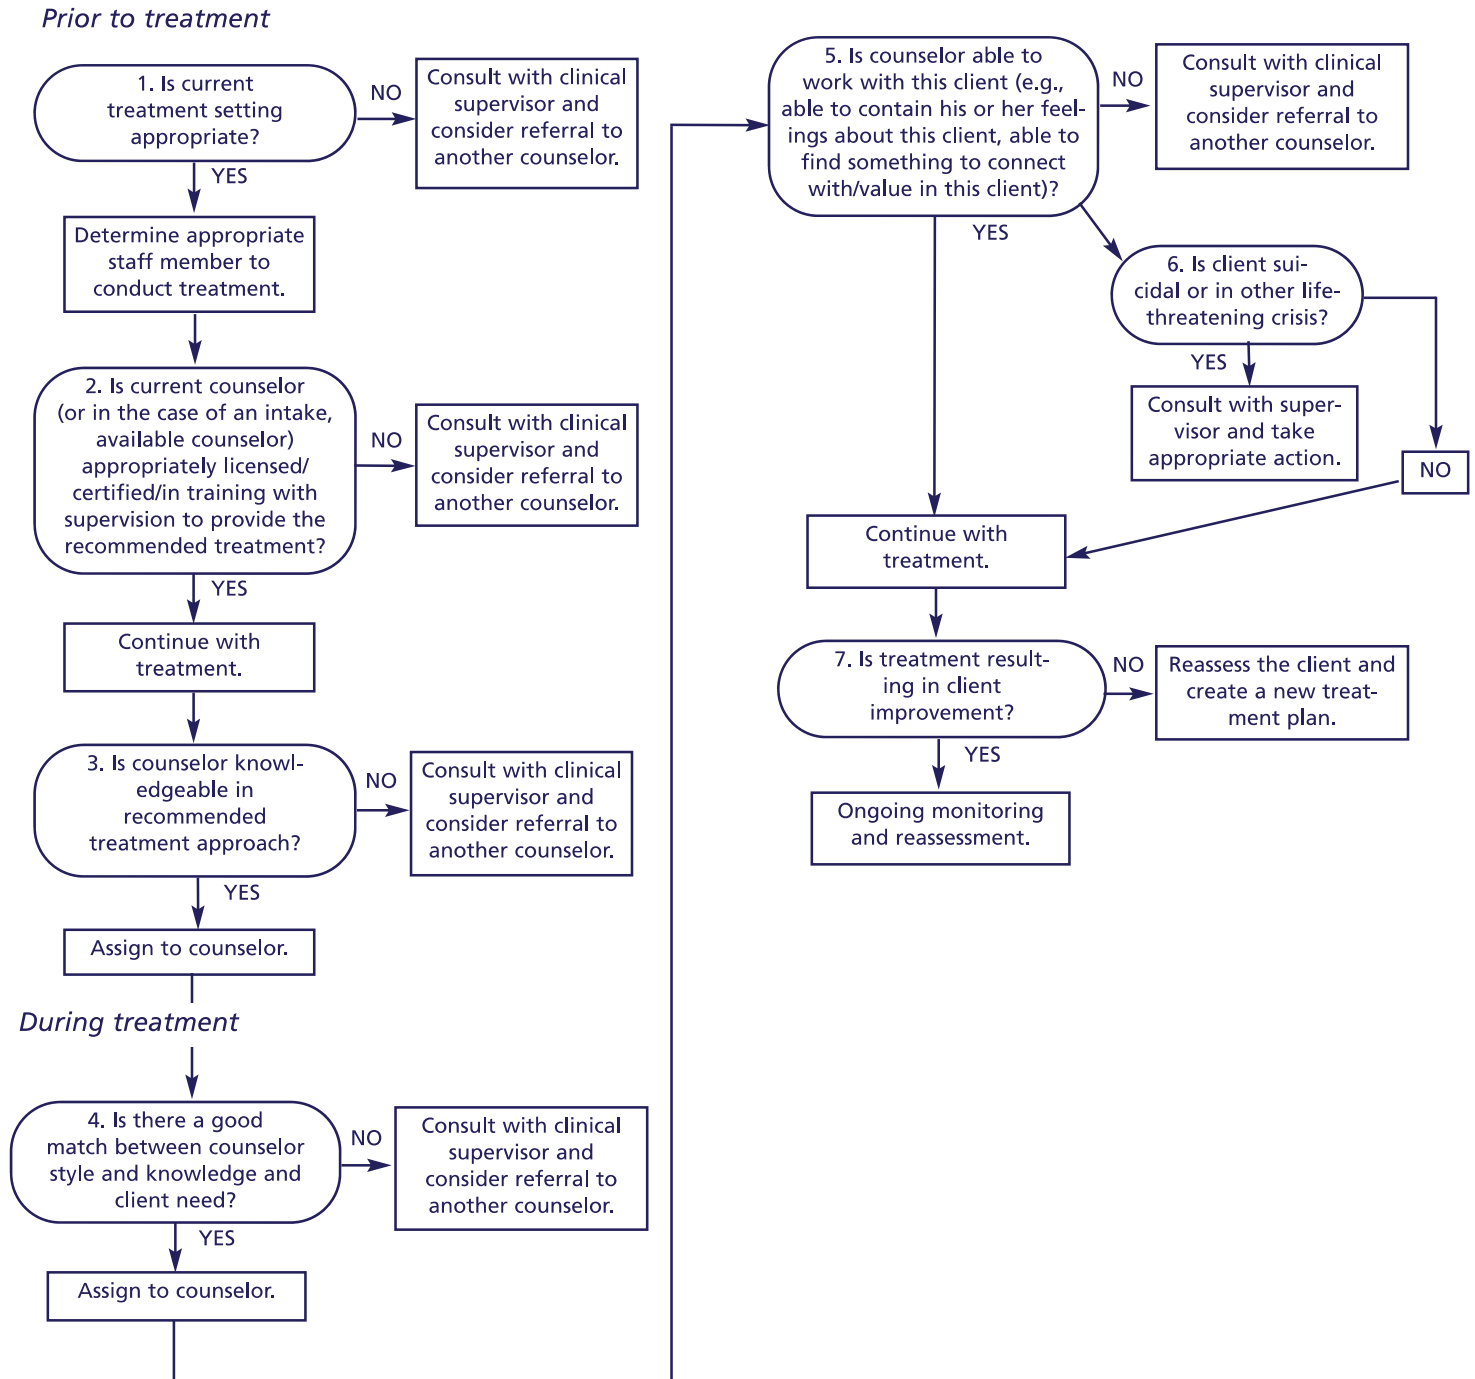 Prior to treatment
1. Is current
treatment setting
appropriate?
NO
Consult with clinical
supervisor and
consider referral to
another counselor.
YES
Determine appropriate
staff member to
conduct treatment.
2. Is current counselor
(or in the case of an intake,
available counselor)
appropriately licensed/
certified/in training with
supervision to provide the
recommended treatment?
NO
Consult with clinical
supervisor and
consider referral to
another counselor.
YES
Continue with
treatment.
3. Is counselor knowl-
edgeable in
recommended
treatment approach?
NO
Consult with clinical
supervisor and
consider referral to
another counselor.
YES
Assign to counselor.
During treatment
4. Is there a good
match between counselor
style and knowledge and
client need?
NO
Consult with clinical
supervisor and
consider referral to
another counselor.
YES
Assign to counselor.
5. Is counselor able to
work with this client (e.g.,
able to contain his or her feel-
ings about this client, able to
find something to connect
with/value in this client)?
NO
Consult with clinical
supervisor and
consider referral to
another counselor.
YES
6. Is client sui-
cidal or in other life-
threatening crisis?
YES
Consult with super-
visor and take
appropriate action.
NO
Continue with
treatment.
7. Is treatment result-
ing in client
improvement?
NO
Reassess the client and
create a new treat-
ment plan.
YES
Ongoing monitoring
and reassessment.